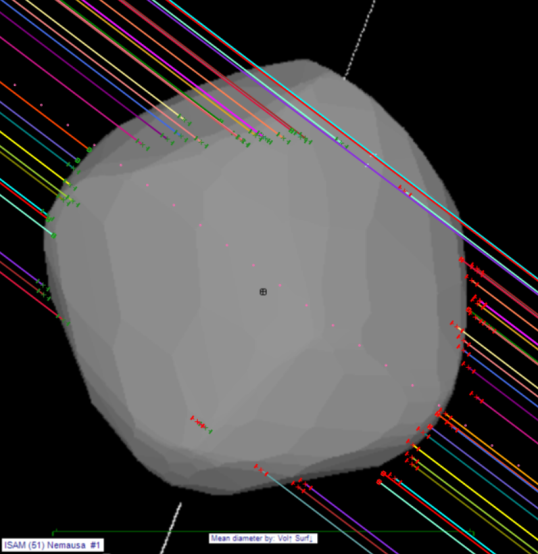 Mean diameter by: Vol↑ Surf↓
ISAM (51) Nemausa #1